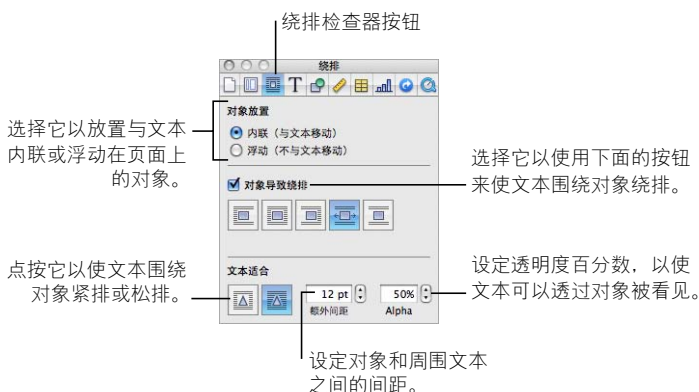 绕排检查器按钮
绕排
T
对象放置
内联（与文本移动）
浮动（不与文本移动）
选择它以放置与文本
内联或浮动在页面上
的对象。
对象导致绕排
选择它以使用下面的按钮
来使文本围绕对象绕排。
文本适合
点按它以使文本围绕
对象紧排或松排。
12 pt
50%
额外间距
Alpha
设定透明度百分数，以使
文本可以透过对象被看见。
设定对象和周围文本
之间的间距。